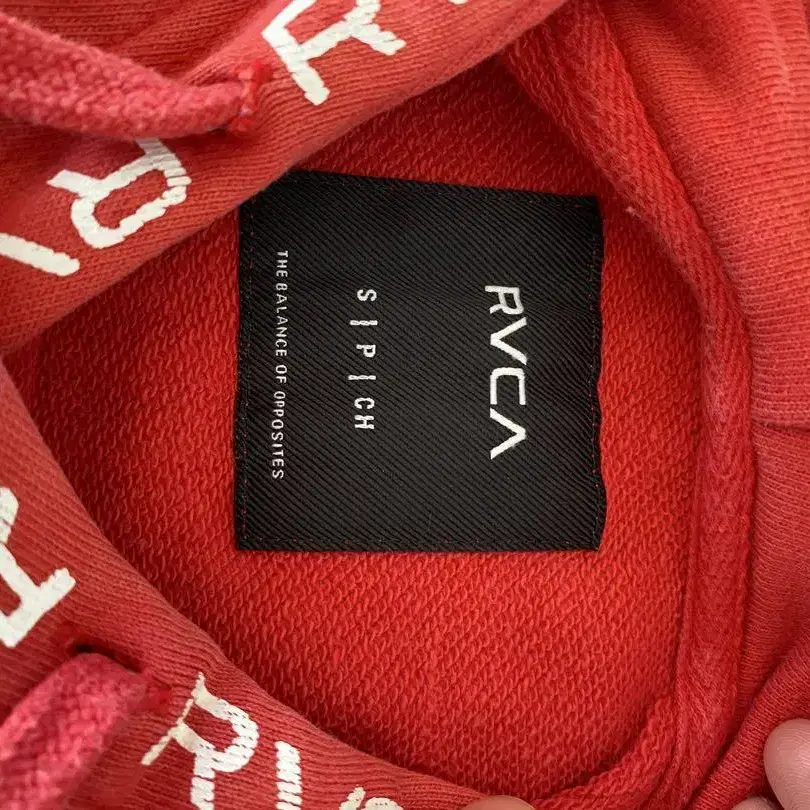 RVCA
S|P|CH
THE BALANCE OF OPPOSITES